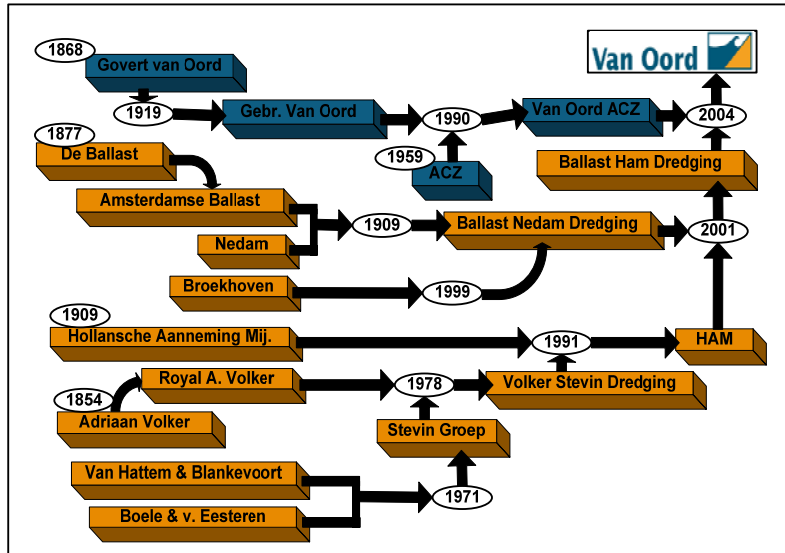 1868
Govert van Oord
Van Oord
1919
Gebr. Van Oord
1990
Van Oord ACZ
2004
1877
De Ballast
1959
ACZ
Ballast Ham Dredging
Amsterdamse Ballast
Nedam
1909
Ballast Nedam Dredging
2001
Broekhoven
1999
1909
Hollansche Aanneming Mij.
1991
HAM
Royal A. Volker
1978
Volker Stevin Dredging
1854
Adriaan Volker
Stevin Groep
Van Hattem & Blankevoort
1971
Boele & v. Eesteren